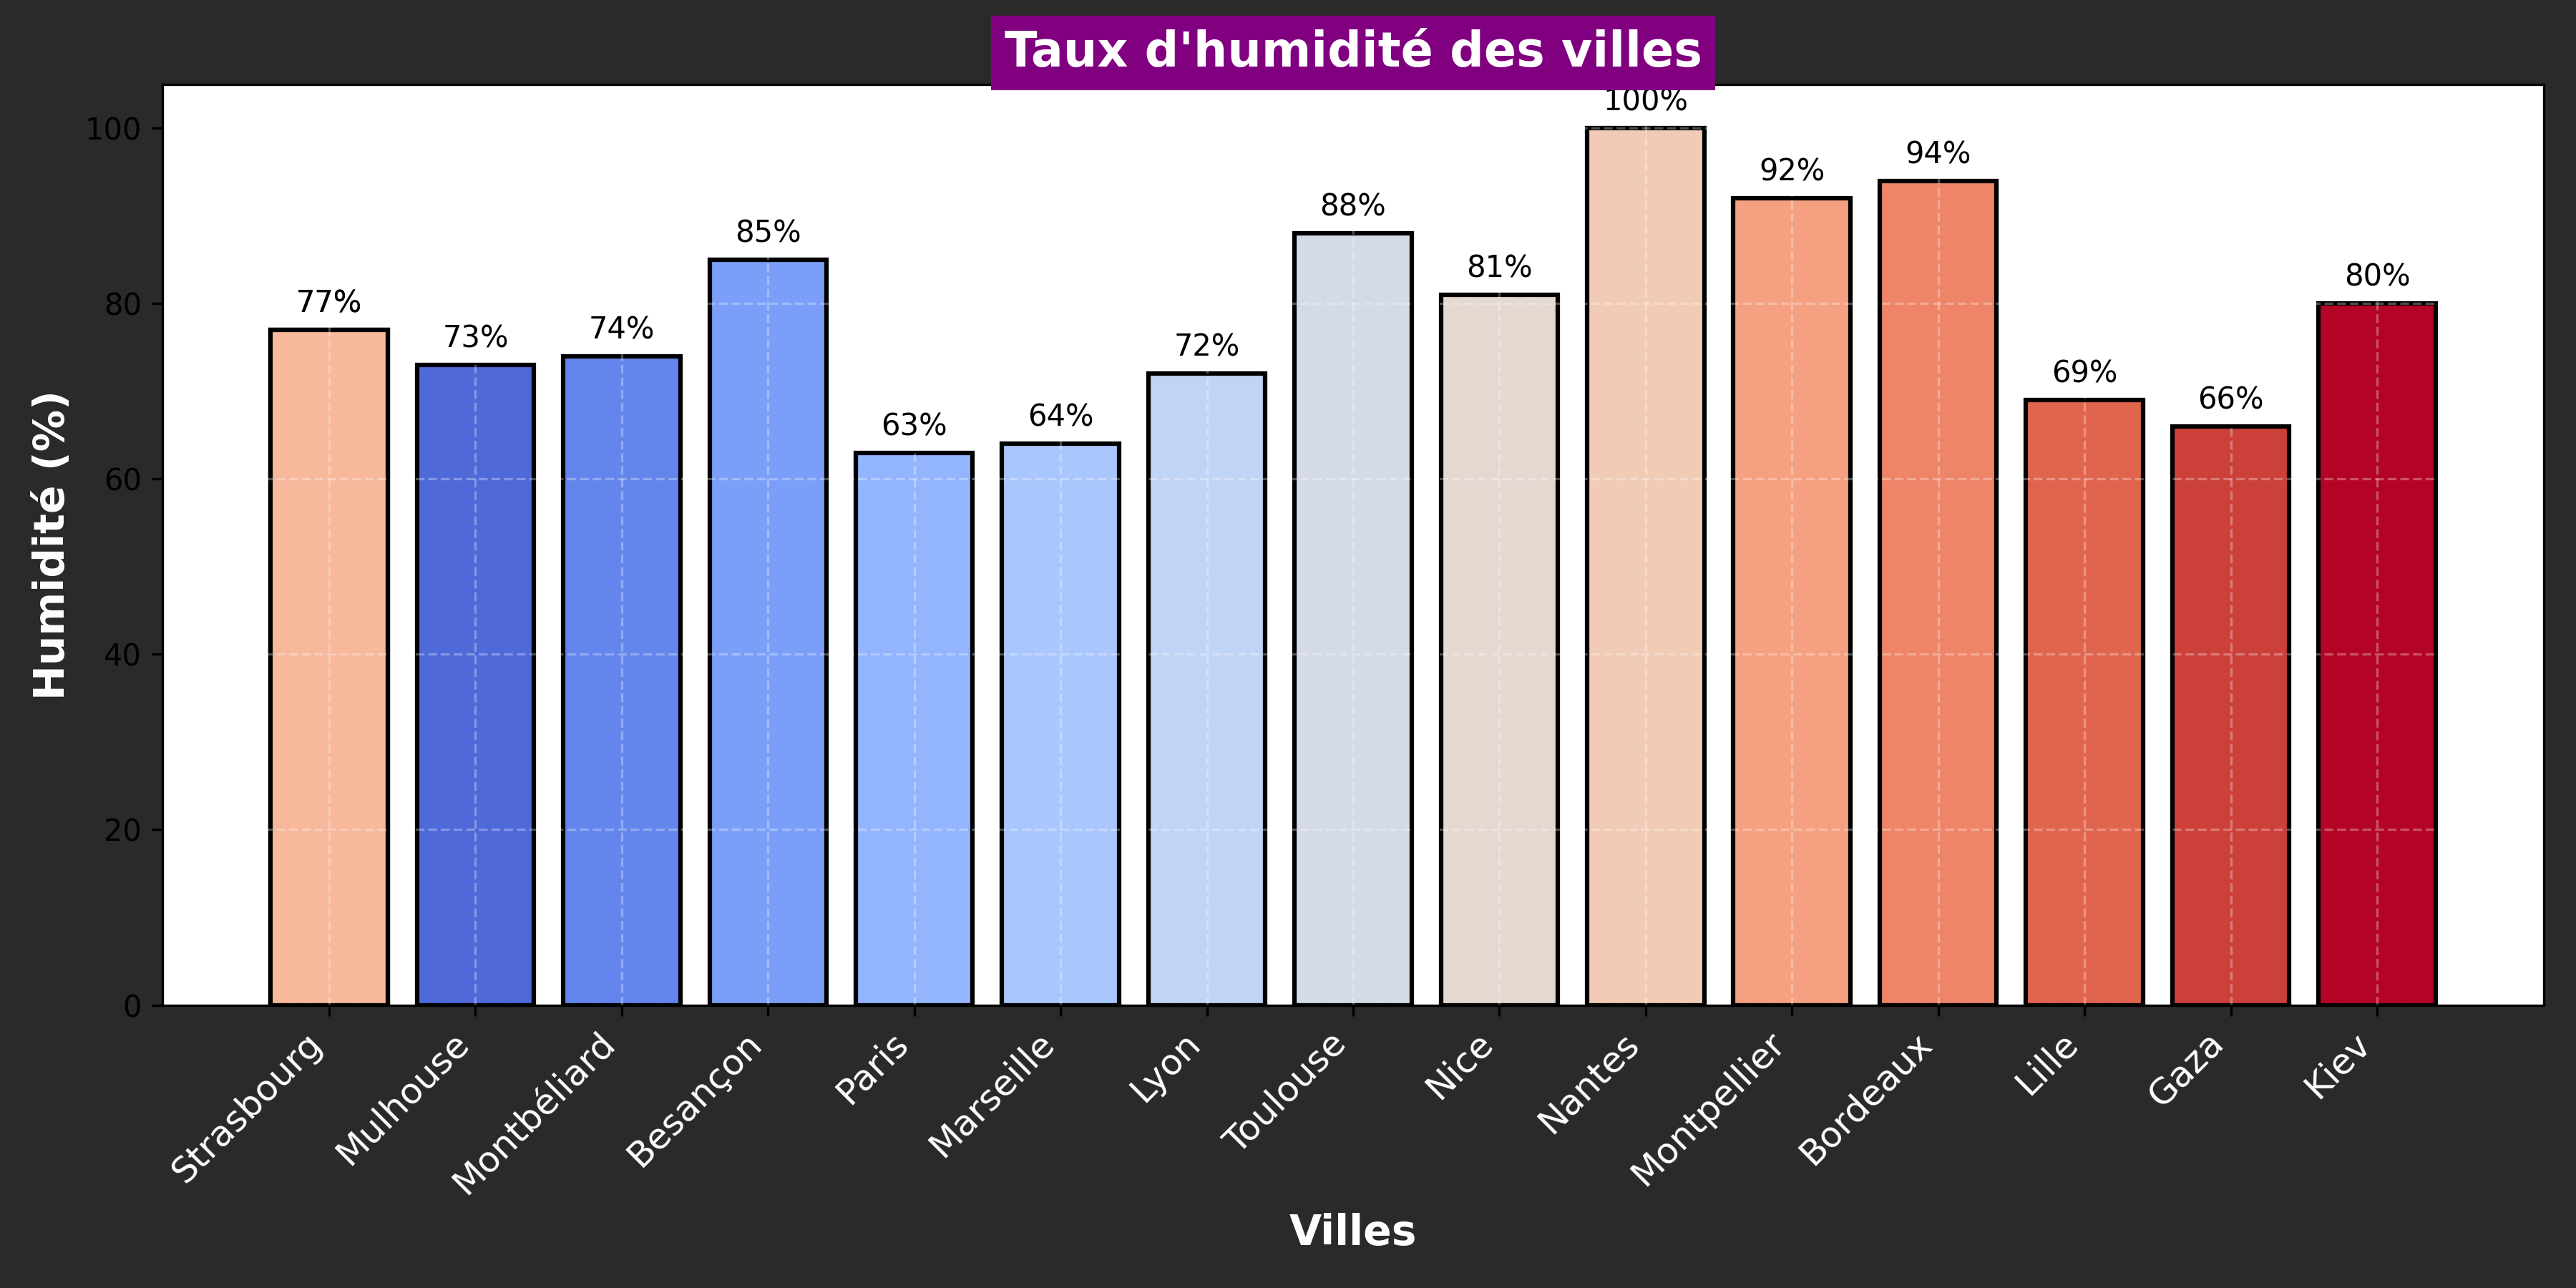 Taux d'humidité des villes
100%
94%
92%
88%
85%
81%
80%
77%
74%
73%
72%
69%
66%
64%
63%
100
80
60
40
20
0
Humidité (%)
Strasbourg
Mulhouse
Montbéliard
Besançon
Paris
Marseille
Lyon
Toulouse
Nice
Nantes
Montpellier
Bordeaux
Lille
Gaza
Kiev
Villes